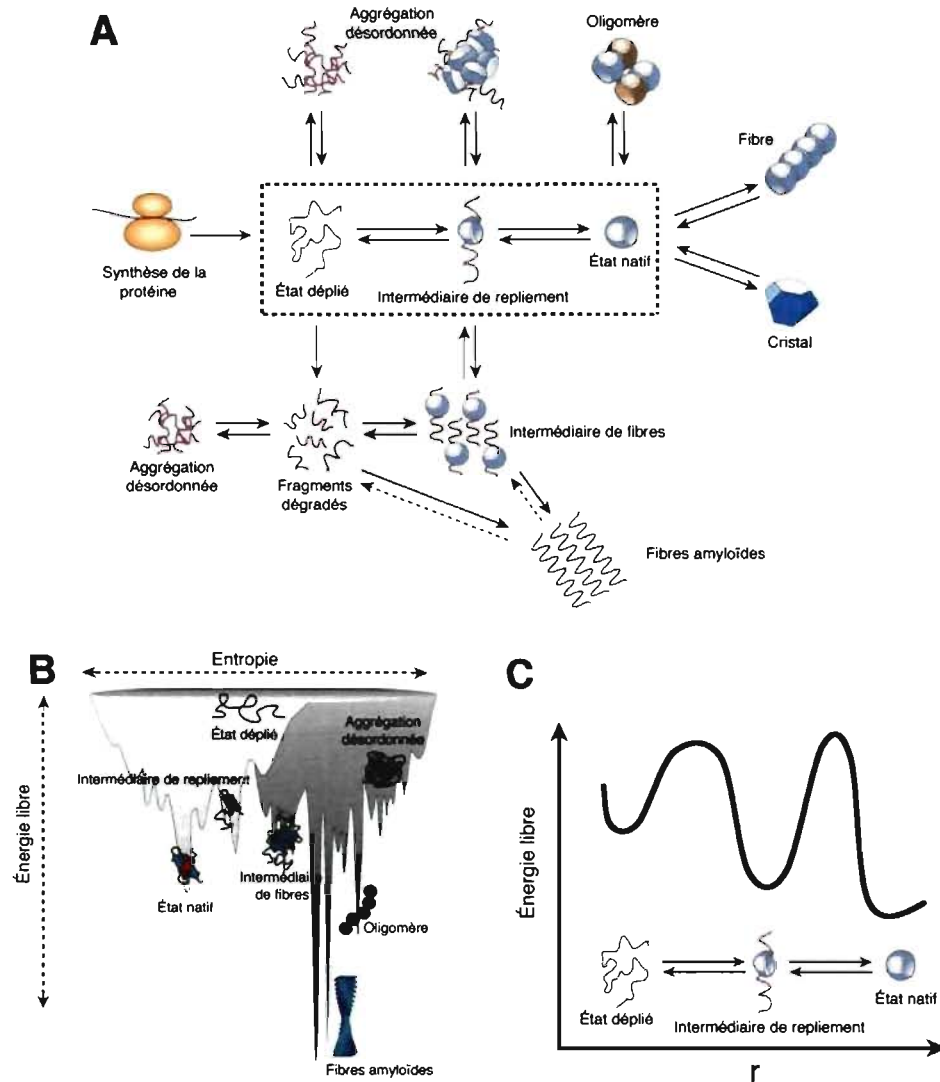 A
Aggrégation
désordonnée
Oligomère
Fibre
Synthèse de la
protéine
État déplié
Intermédiaire de repliement
État natif
Cristal
Aggrégation
désordonnée
Fragments
dégradés
Intermédiaire de fibres
Fibres amyloïdes
B
Entropie
Énergie libre
État déplié
Aggrégation
désordonnée
Intermédiaire de repliement
État natif
Intermédiaire
de fibres
Oligomère
Fibres amyloïdes
C
Énergie libre
État déplié
Intermédiaire de repliement
État natif
r